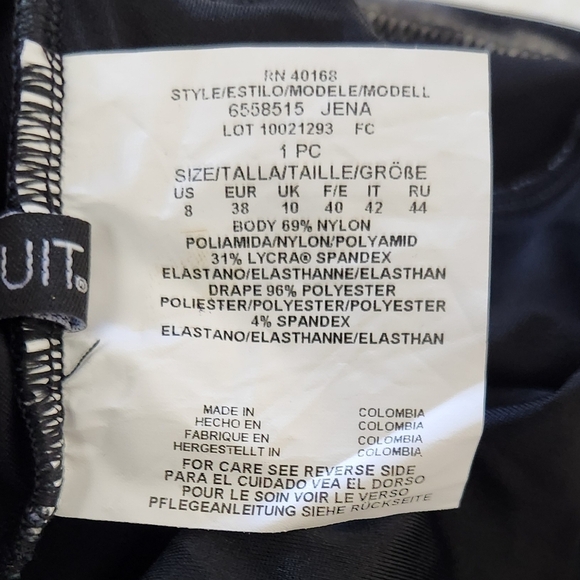 RN 40168
STYLE/ESTILO/MODELE/MODELL
6558515 JENA
LOT 10021293 FC
1 PC
SIZE/TALLA/TAILLE/GRÖßE
US EUR UK F/E IT RU
8 38 10 40 42 44
BODY 69% NYLON
POLIAMIDA/NYLON/POLYAMID
31% LYCRA® SPANDEX
ELASTANO/ELASTHANNE/ELASTHAN
DRAPE 96% POLYESTER
POLIESTER/POLYESTER/POLYESTER
4% SPANDEX
ELASTANO/ELASTHANNE/ELASTHAN
UIT®
MADE IN COLOMBIA
HECHO EN COLOMBIA
FABRIQUE EN COLOMBIA
HERGESTELLT IN COLOMBIA
FOR CARE SEE REVERSE SIDE
PARA EL CUIDADO VEA EL DORSO
POUR LE SOIN VOIR LE VERSO
PFLEGEANLEITUNG SIEHE RÜCKSEITE